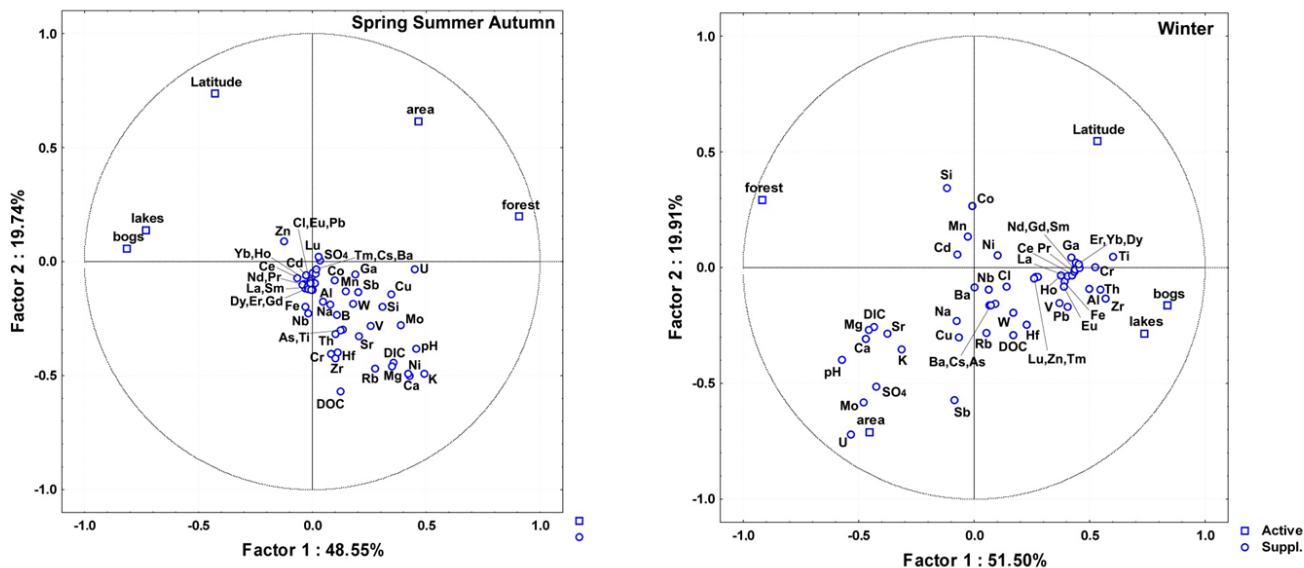 Spring Summer Autumn
1.0
0.5
0.0
-0.5
-1.0
Factor 2 : 19.74%
Latitude
area
forest
lakes
bogs
Cl,Eu,Pb
Zn
Lu
SO₄
Tm,Cs,Ba
Yb,Ho
Cd
Ce
Co
Ga
U
Nd,Pr
Mn
Sb
La,Sm
Al
Cu
Dy,Er,Gd
Na
W
Si
Fe
B
Nb
V
Mo
As,Ti
Th
Sr
pH
Cr
Hf
DIC
Zr
Ni
Rb
Mg
K
Ca
DOC
-1.0
-0.5
0.0
0.5
1.0
Factor 1 : 48.55%
Winter
1.0
0.5
0.0
-0.5
-1.0
Factor 2 : 19.91%
Latitude
forest
Si
Co
Mn
Nd,Gd,Sm
Cd
Ni
Ga
Er,Yb,Dy
Ce Pr
Ti
La
Cr
Nb
Cl
Ho
Th
Ba
Al
Zr
bogs
V
Pb
Fe
Na
W
Eu
lakes
DIC
Mg
Sr
Cu
Hf
Ca
Rb
DOC
Lu,Zn,Tm
K
Ba,Cs,As
pH
SO₄
Mo
Sb
area
U
-1.0
-0.5
0.0
0.5
1.0
Factor 1 : 51.50%
Active
Suppl.